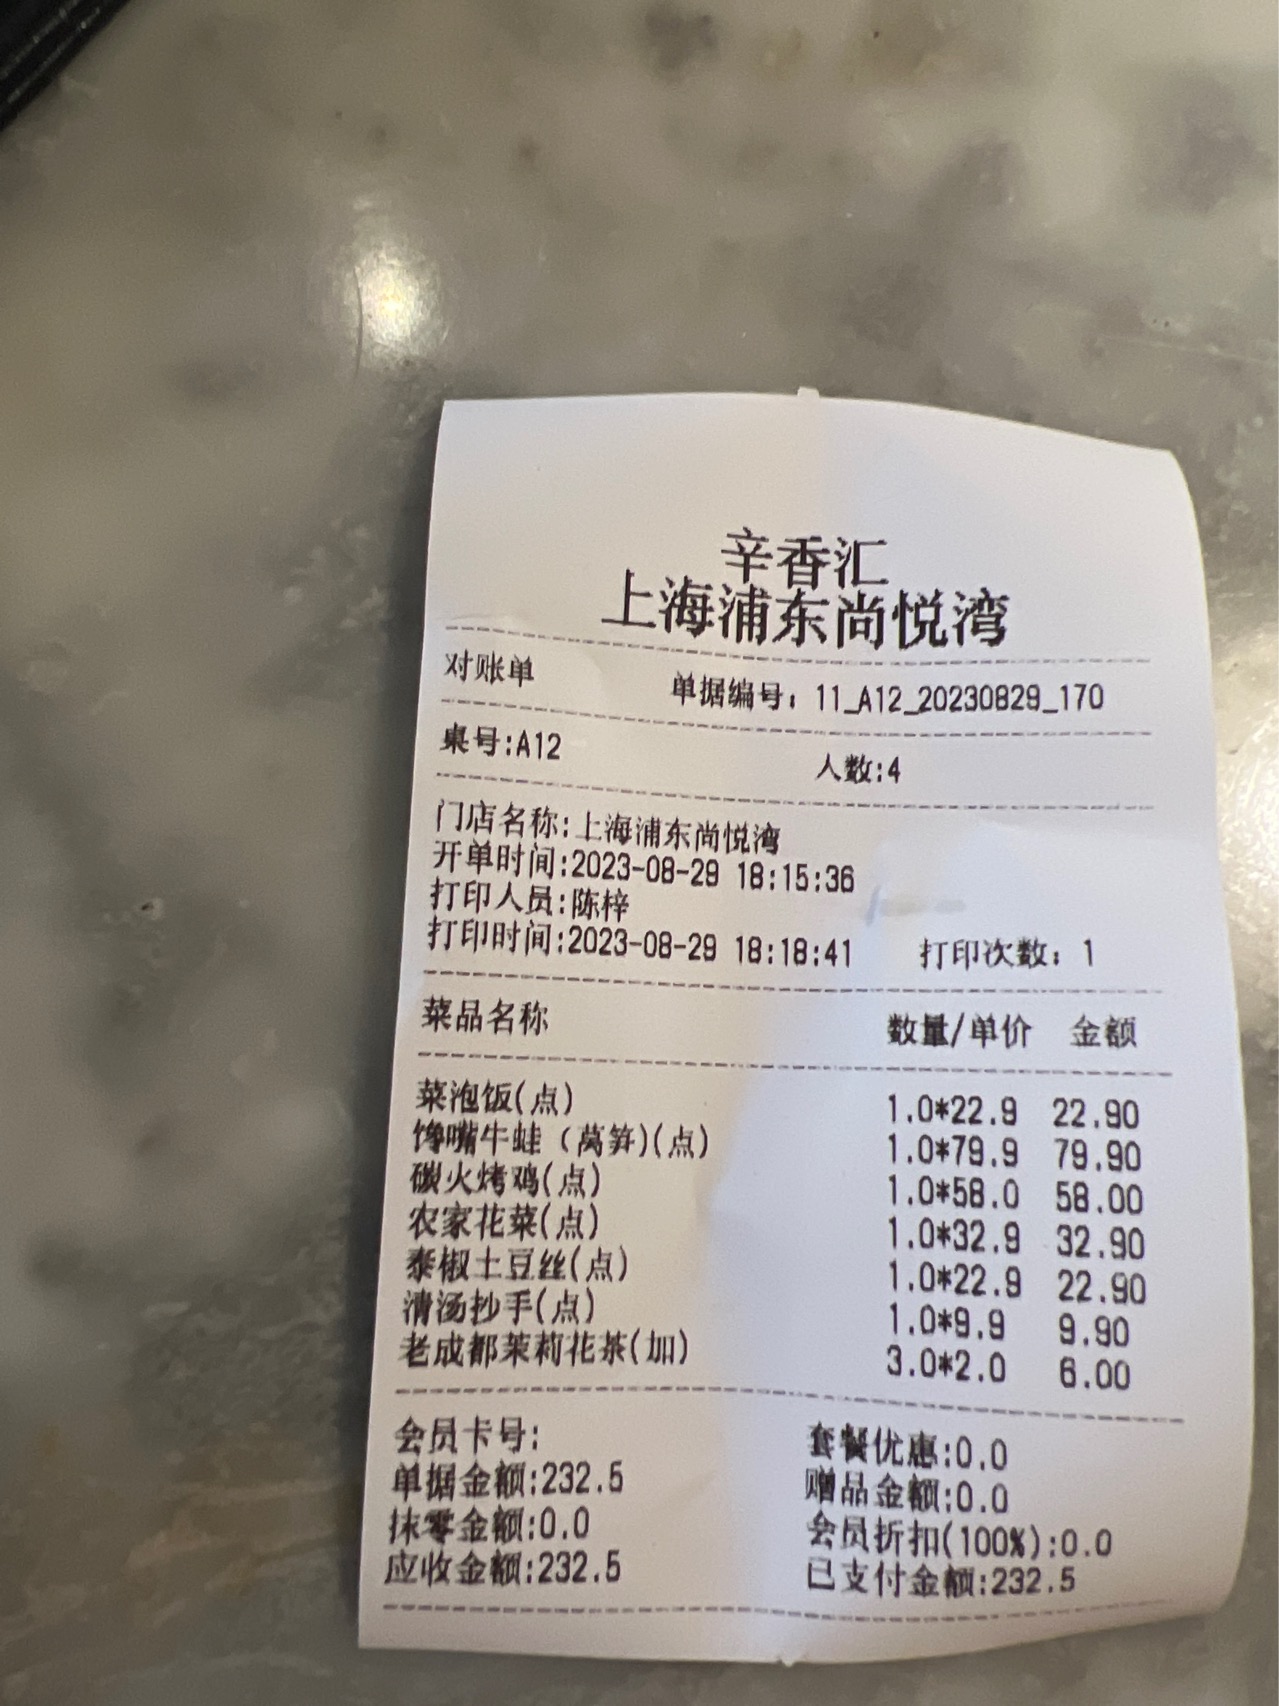 辛香汇
上海浦东尚悦湾
对账单 单据编号：11_A12_20230829_170
桌号:A12 人数:4
门店名称:上海浦东尚悦湾
开单时间:2023-08-29 18:15:36
打印人员:陈梓
打印时间:2023-08-29 18:18:41 打印次数：1
菜品名称 数量/单价 金额
菜泡饭(点) 1.0*22.9 22.90
馋嘴牛蛙（莴笋)(点) 1.0*79.9 79.90
碳火烤鸡(点) 1.0*58.0 58.00
农家花菜(点) 1.0*32.9 32.90
泰椒土豆丝(点) 1.0*22.9 22.90
清汤抄手(点) 1.0*9.9 9.90
老成都茉莉花茶(加) 3.0*2.0 6.00
会员卡号: 套餐优惠:0.0
单据金额:232.5 赠品金额:0.0
抹零金额:0.0 会员折扣(100%):0.0
应收金额:232.5 已支付金额:232.5